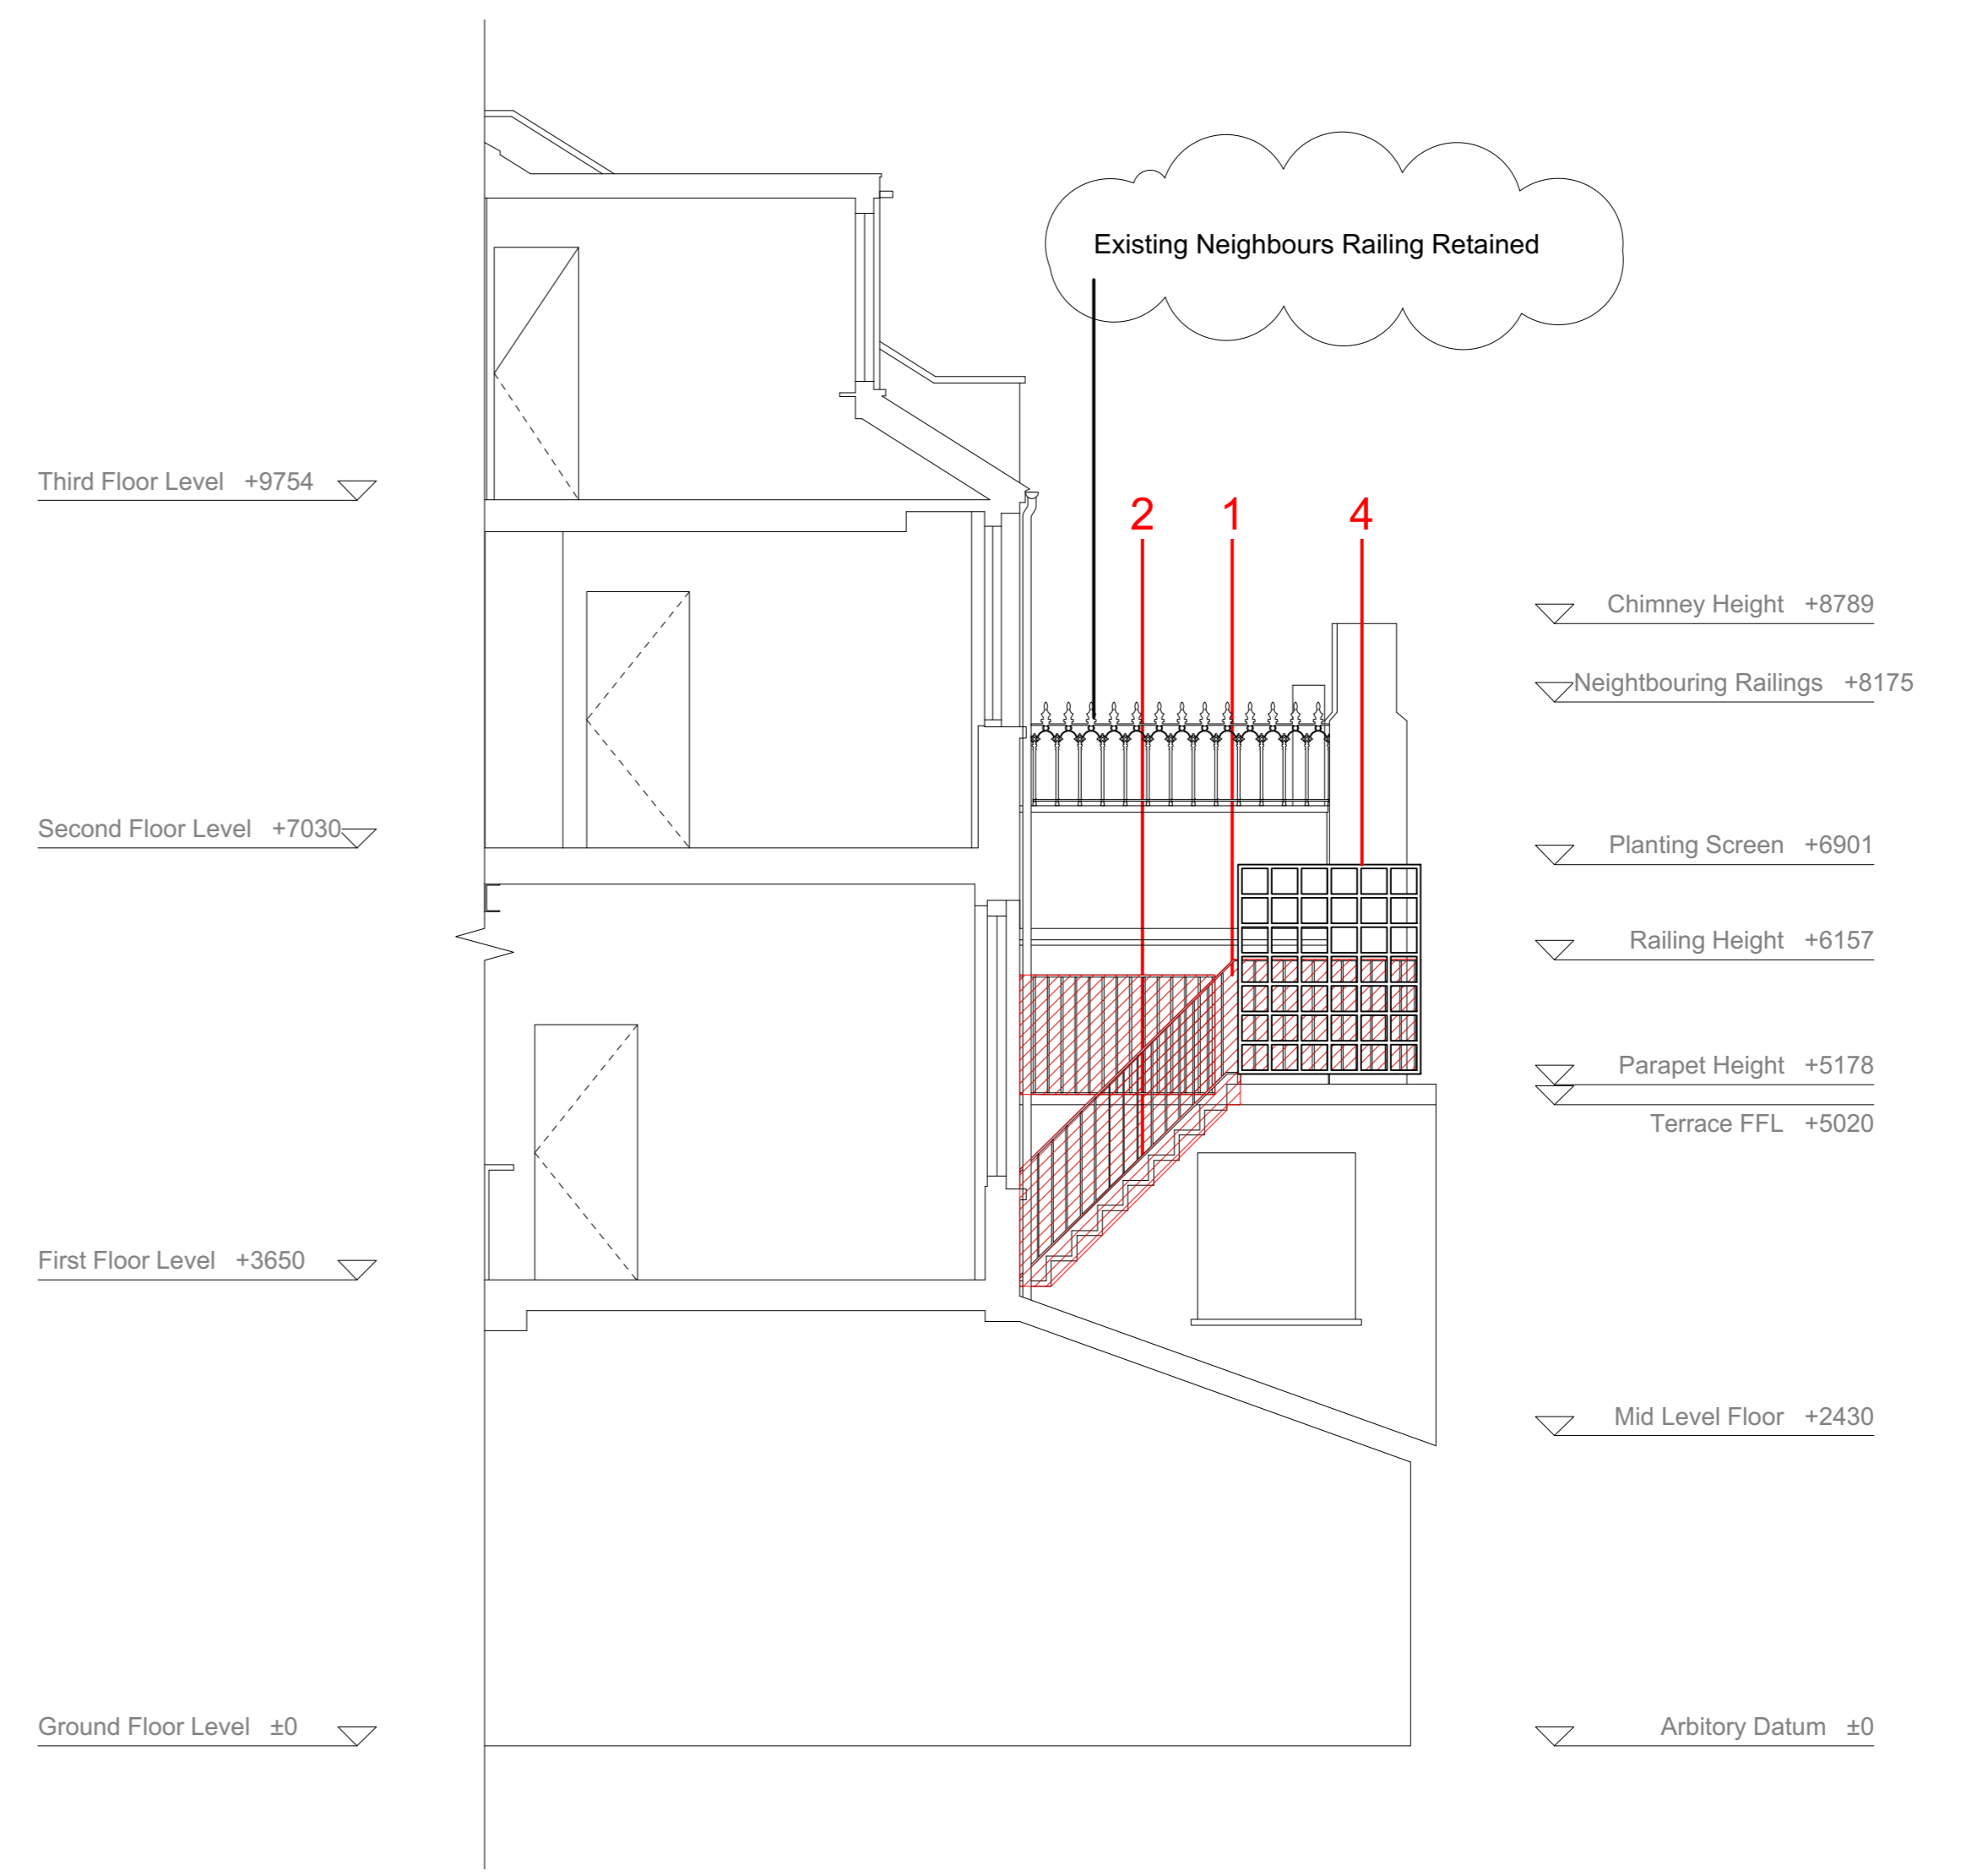 Existing Neighbours Railing Retained
Third Floor Level +9754
2 1 4
Chimney Height +8789
Neightbouring Railings +8175
Second Floor Level +7030
Planting Screen +6901
Railing Height +6157
Parapet Height +5178
Terrace FFL +5020
First Floor Level +3650
Mid Level Floor +2430
Ground Floor Level ±0
Arbitory Datum ±0